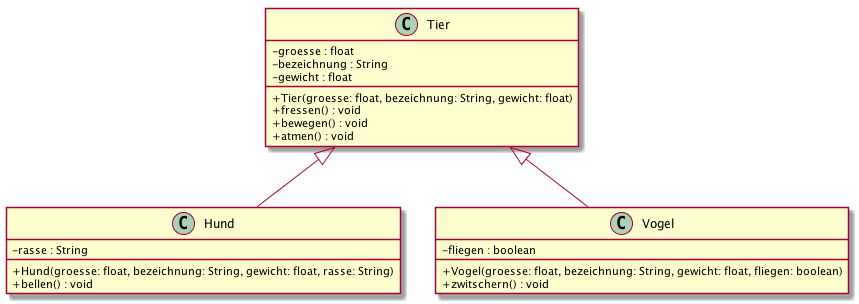 C Tier
-groesse : float
-bezeichnung : String
-gewicht : float
+Tier(groesse: float, bezeichnung: String, gewicht: float)
+fressen() : void
+bewegen() : void
+atmen() : void
C Hund
-rasse : String
+Hund(groesse: float, bezeichnung: String, gewicht: float, rasse: String)
+bellen() : void
C Vogel
-fliegen : boolean
+Vogel(groesse: float, bezeichnung: String, gewicht: float, fliegen: boolean)
+zwitschern() : void